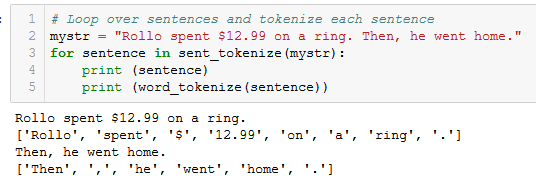 1 # Loop over sentences and tokenize each sentence
2 mystr = "Rollo spent $12.99 on a ring. Then, he went home."
3 for sentence in sent_tokenize(mystr):
4     print (sentence)
5     print (word_tokenize(sentence))
Rollo spent $12.99 on a ring.
['Rollo', 'spent', '$', '12.99', 'on', 'a', 'ring', '.']
Then, he went home.
['Then', ',', 'he', 'went', 'home', '.']